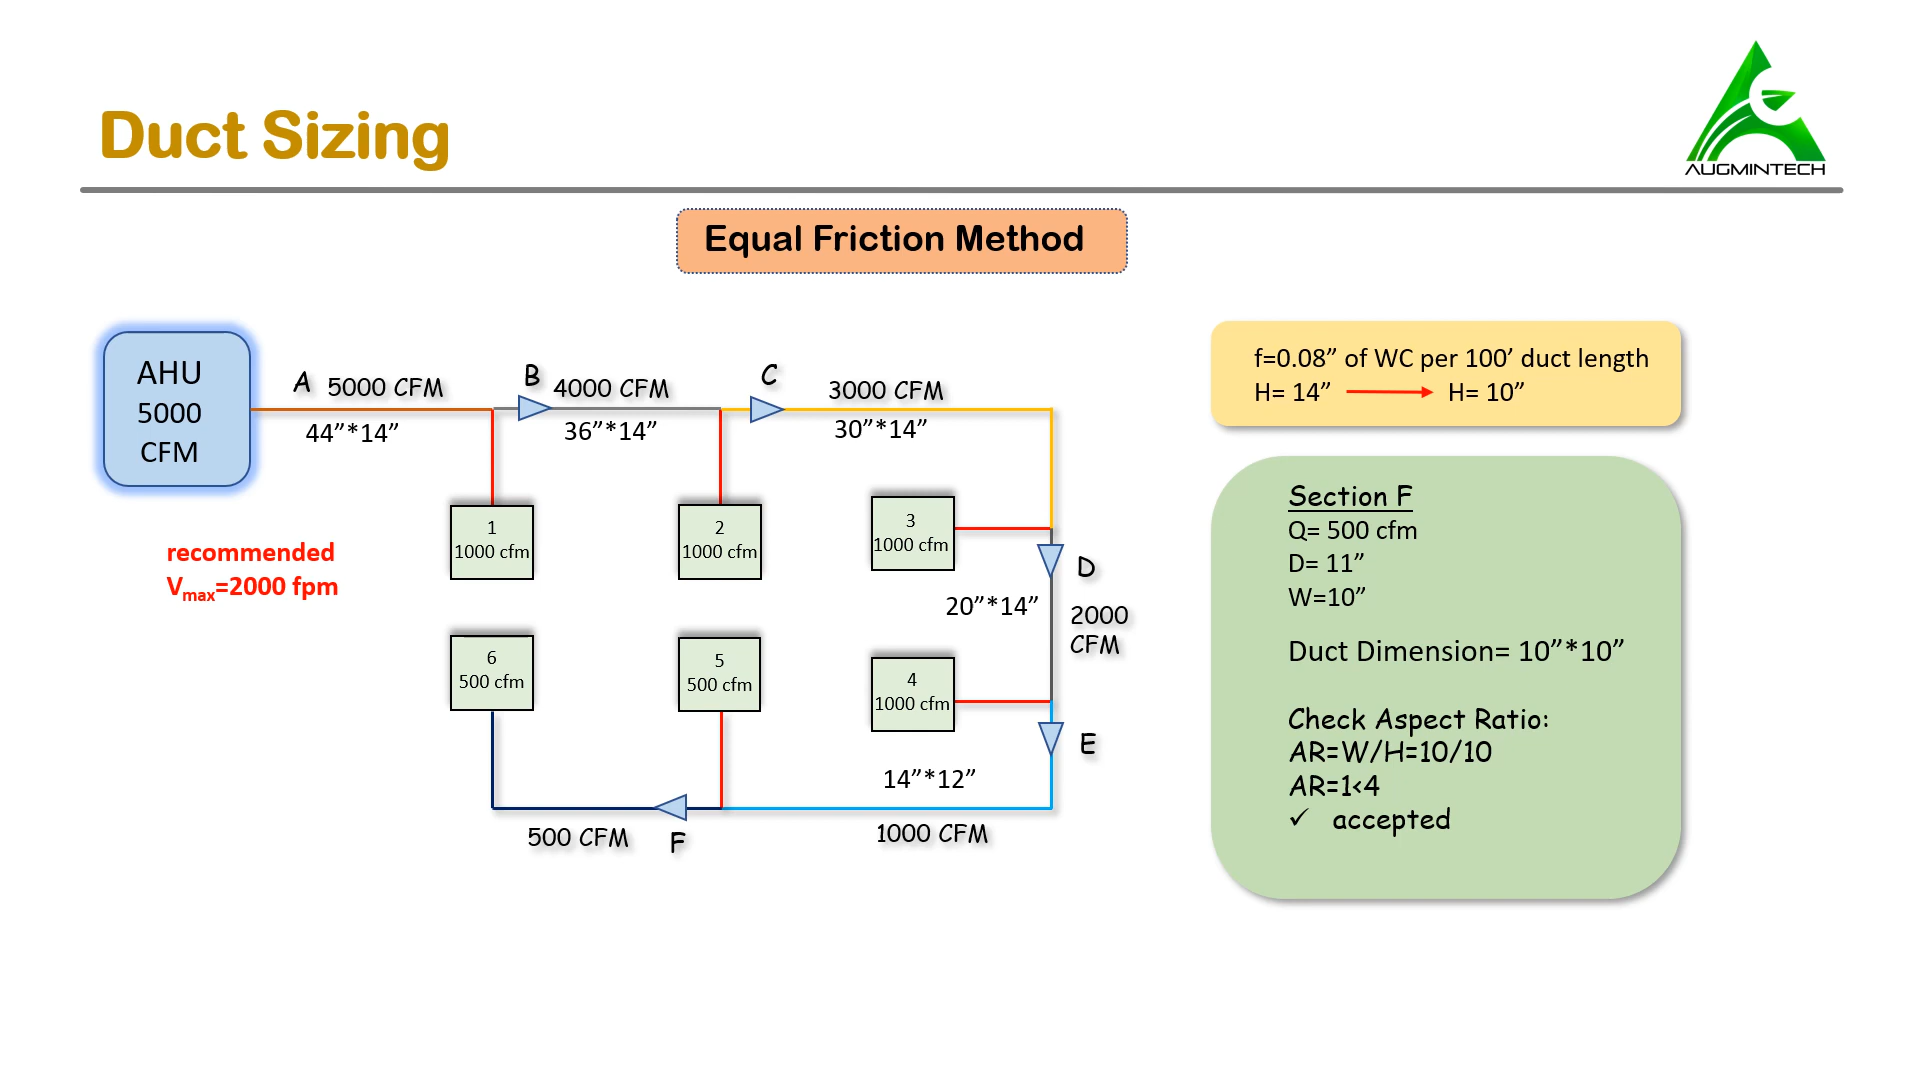 Duct Sizing
AUGMINTECH
Equal Friction Method
AHU
5000
CFM
A 5000 CFM
44”*14”
B 4000 CFM
36”*14”
C
3000 CFM
30”*14”
f=0.08” of WC per 100’ duct length
H= 14” H= 10”
recommended
Vmax=2000 fpm
1
1000 cfm
2
1000 cfm
3
1000 cfm
D
20”*14”
2000
CFM
6
500 cfm
5
500 cfm
4
1000 cfm
E
14”*12”
1000 CFM
500 CFM
F
Section F
Q= 500 cfm
D= 11”
W=10”
Duct Dimension= 10”*10”
Check Aspect Ratio:
AR=W/H=10/10
AR=1<4
✓ accepted